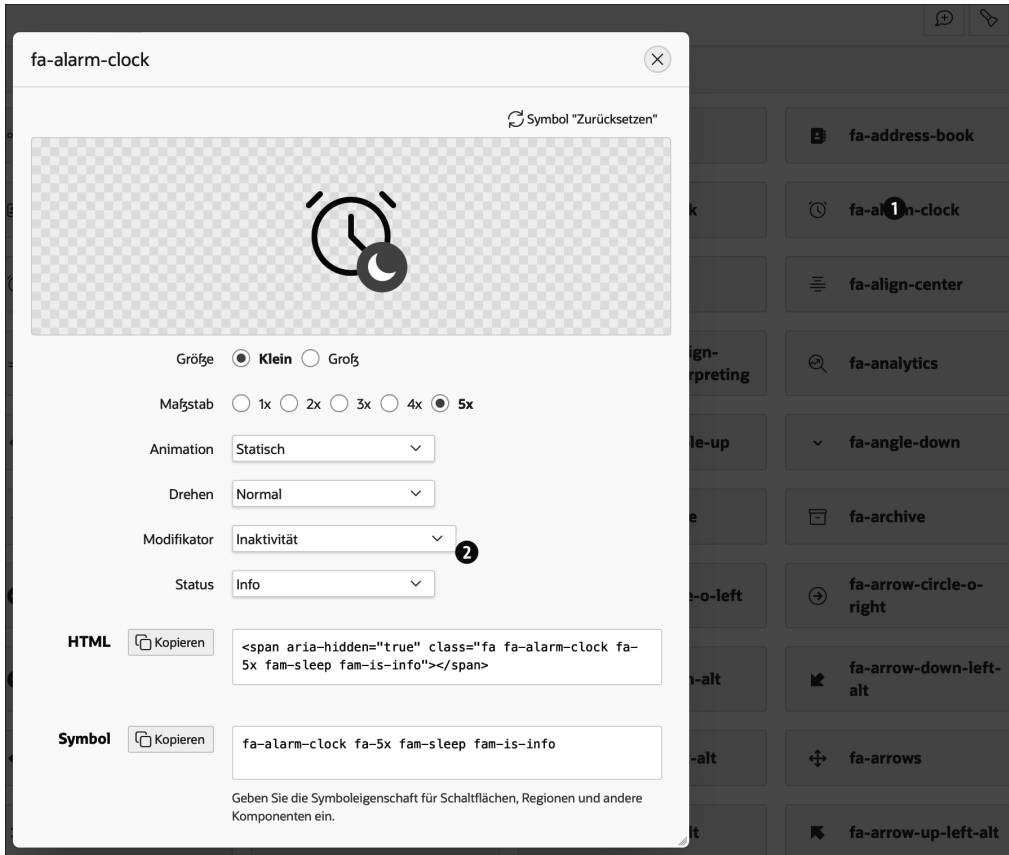 fa-alarm-clock
Symbol "Zurücksetzen"
Größe Klein Groß
Maßstab 1x 2x 3x 4x 5x
Animation Statisch
Drehen Normal
Modifikator Inaktivität
2
Status Info
HTML Kopieren <span aria-hidden="true" class="fa fa-alarm-clock fa-
5x fam-sleep fam-is-info"></span>
Symbol Kopieren fa-alarm-clock fa-5x fam-sleep fam-is-info
Geben Sie die Symboleigenschaft für Schaltflächen, Regionen und andere
Komponenten ein.
fa-address-book
k
fa-al 1 n-clock
fa-align-center
ign-
rpreting
fa-analytics
le-up
fa-angle-down
e
fa-archive
e-o-left
fa-arrow-circle-o-
right
n-alt
fa-arrow-down-left-
alt
-alt
fa-arrows
lt
fa-arrow-up-left-alt